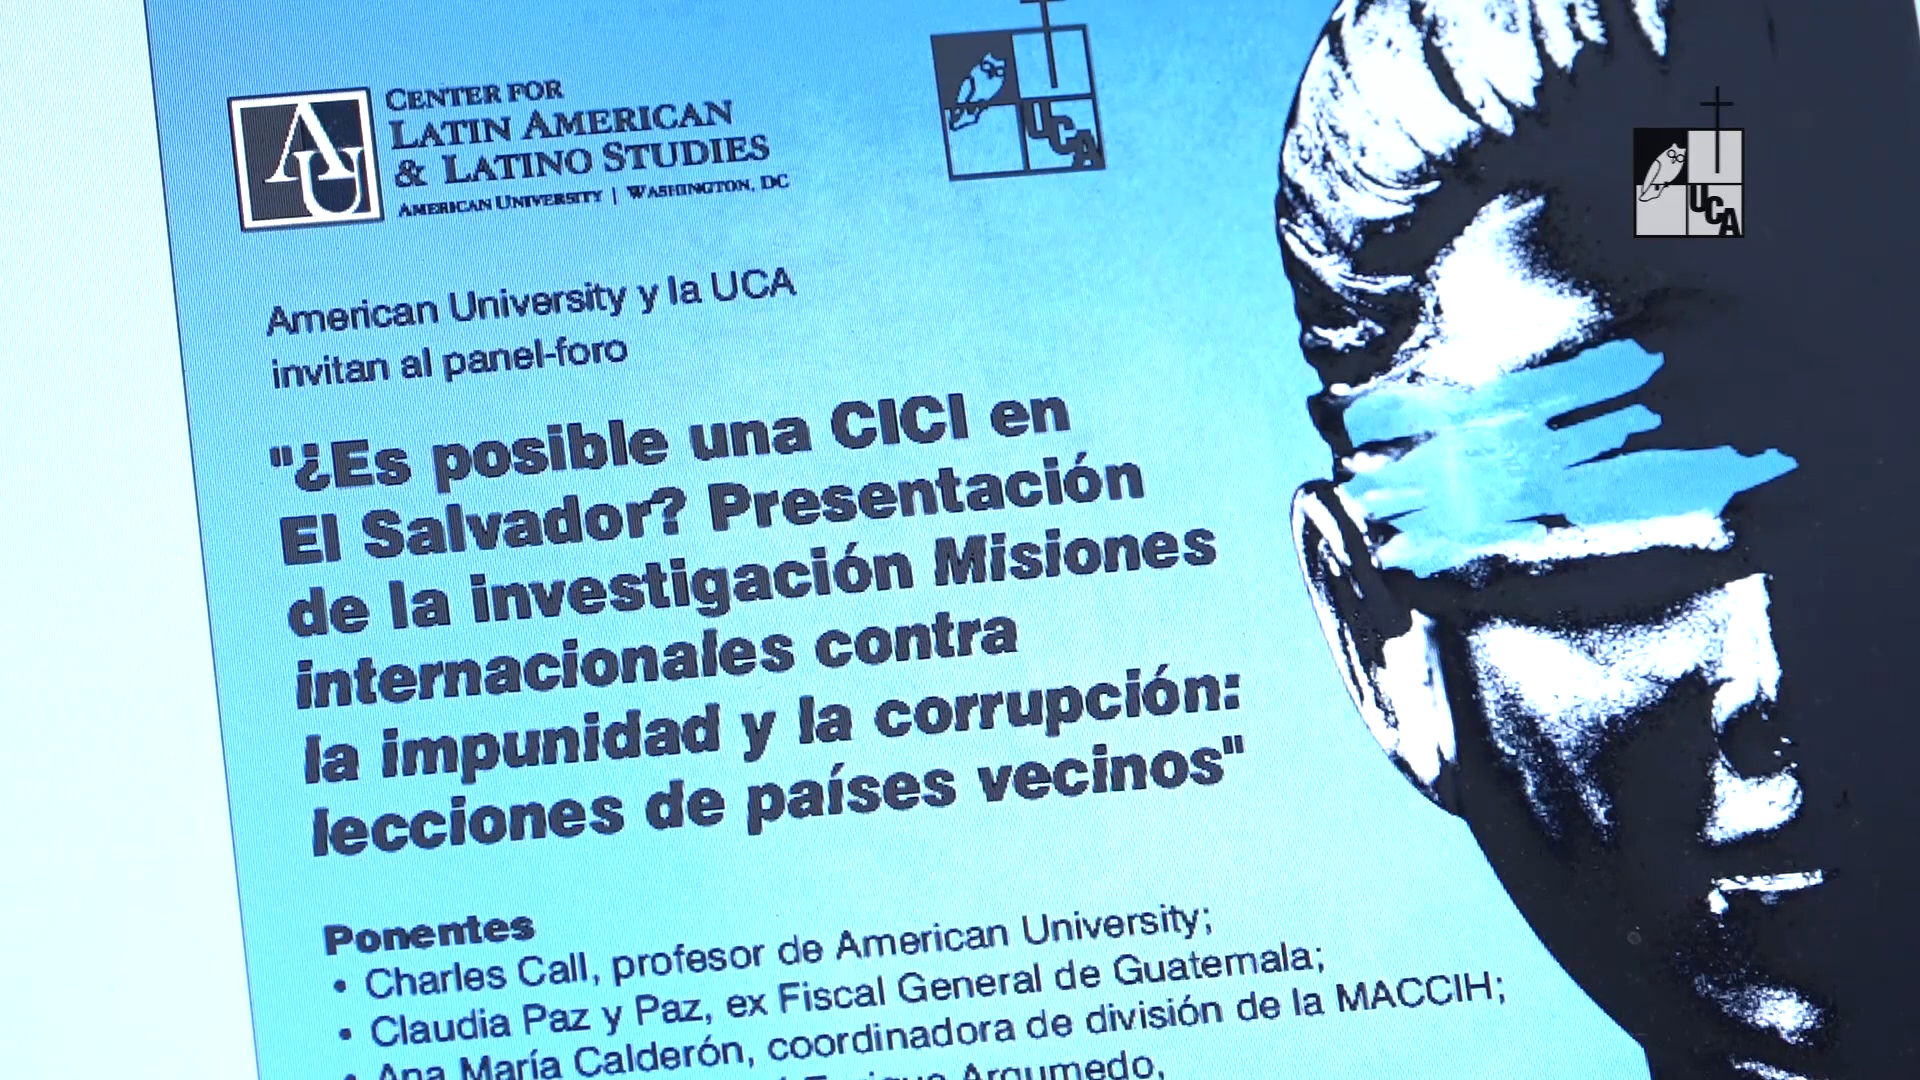 AU
CENTER FOR
LATIN AMERICAN
& LATINO STUDIES
AMERICAN UNIVERSITY | WASHINGTON, DC
UCA
UCA
American University y la UCA
invitan al panel-foro
"¿Es posible una CICI en
El Salvador? Presentación
de la investigación Misiones
internacionales contra
la impunidad y la corrupción:
lecciones de países vecinos"
Ponentes
• Charles Call, profesor de American University;
• Claudia Paz y Paz, ex Fiscal General de Guatemala;
• Ana María Calderón, coordinadora de división de la MACCIH;
Enrique Argumedo,